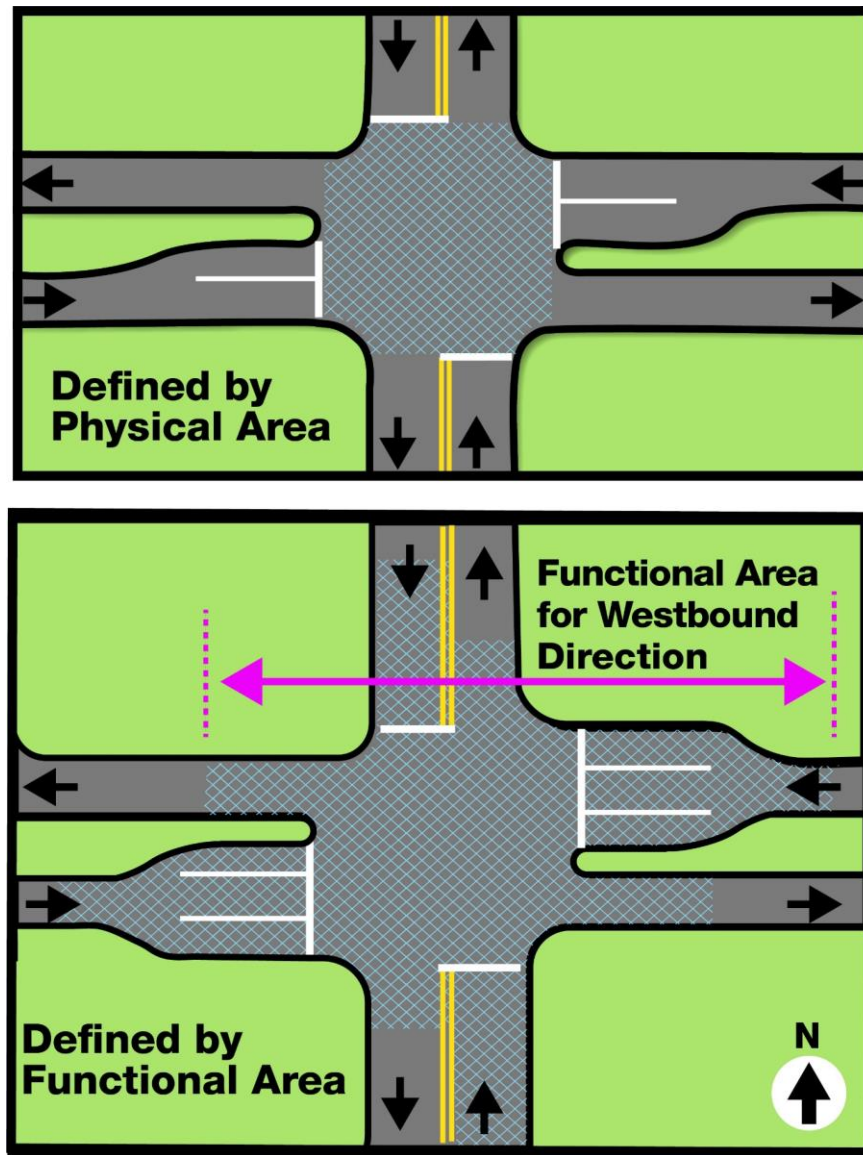 Defined by
Physical Area
Functional Area
for Westbound
Direction
Defined by
Functional Area
N